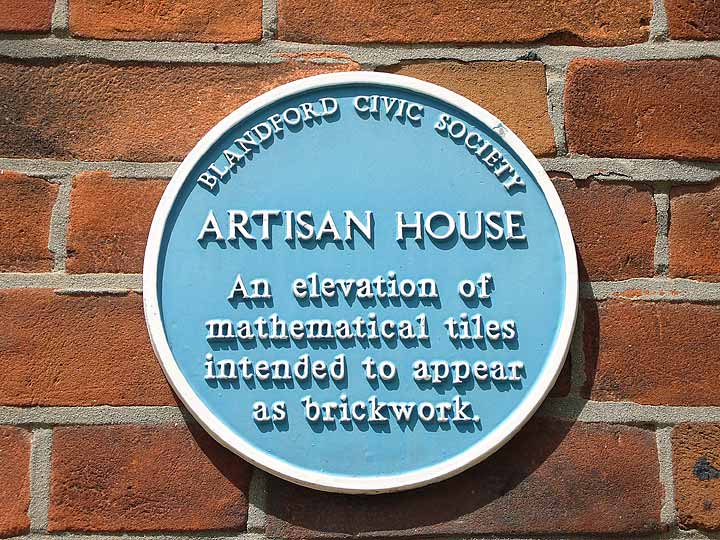 BLANDFORD CIVIC SOCIETY
ARTISAN HOUSE
An elevation of
mathematical tiles
intended to appear
as brickwork.